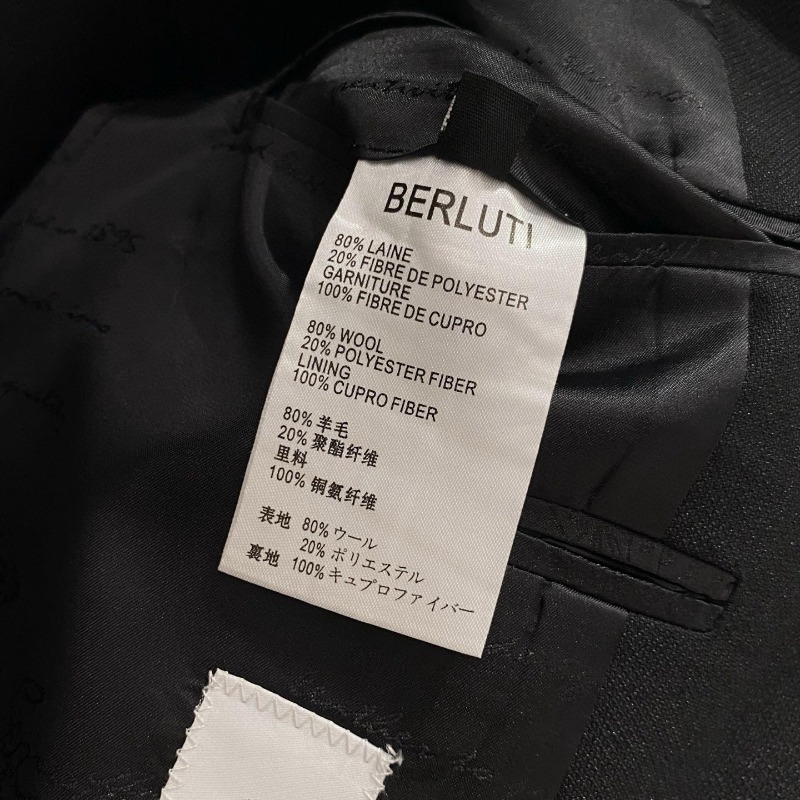 BERLUTI
80% LAINE
20% FIBRE DE POLYESTER
GARNITURE
100% FIBRE DE CUPRO
80% WOOL
20% POLYESTER FIBER
LINING
100% CUPRO FIBER
80% 羊毛
20% 聚酯纤维
里料
100% 铜氨纤维
表地 80% ウール
20% ポリエステル
裏地 100% キュプロファイバー
1895